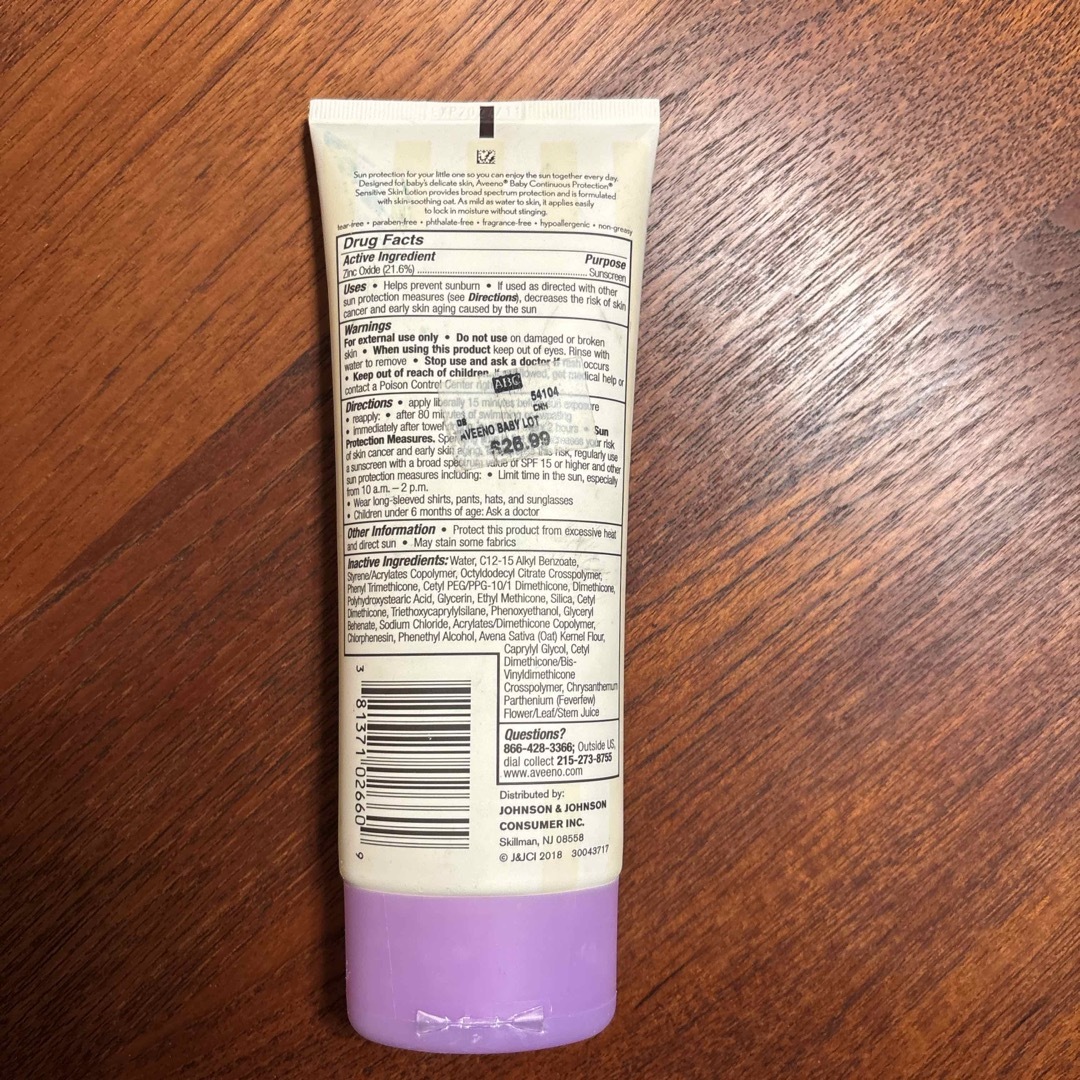 Sun protection for your little one so you can enjoy the sun together every day.
Designed for baby's delicate skin, Aveeno® Baby Continuous Protection®
Sensitive Skin Lotion provides broad spectrum protection and is formulated
with skin-soothing oat. As mild as water to skin, it applies easily
to lock in moisture without stinging.
tear-free • paraben-free • phthalate-free • fragrance-free • hypoallergenic • non-greasy
Drug Facts
Active Ingredient Purpose
Zinc Oxide (21.6%) Sunscreen
Uses • Helps prevent sunburn • If used as directed with other
sun protection measures (see Directions), decreases the risk of skin
cancer and early skin aging caused by the sun
Warnings
For external use only • Do not use on damaged or broken
skin • When using this product keep out of eyes. Rinse with
water to remove • Stop use and ask a doctor if rash occurs
• Keep out of reach of children. If swallowed, get medical help or
contact a Poison Control Center
ABC
54104
CNH
DB
AVEENO BABY LOT
$26.99
Directions • apply liberally 15 minutes before sun exposure
• reapply: • after 80 minutes of swimming or
• immediately after towel 2 hours • Sun
Protection Measures. risk
of skin cancer and early skin aging. risk, regularly use
a sunscreen with a broad spectrum value of SPF 15 or higher and other
sun protection measures including: • Limit time in the sun, especially
from 10 a.m. – 2 p.m.
• Wear long-sleeved shirts, pants, hats, and sunglasses
• Children under 6 months of age: Ask a doctor
Other Information • Protect this product from excessive heat
and direct sun • May stain some fabrics
Inactive Ingredients: Water, C12-15 Alkyl Benzoate,
Styrene/Acrylates Copolymer, Octyldodecyl Citrate Crosspolymer,
Phenyl Trimethicone, Cetyl PEG/PPG-10/1 Dimethicone, Dimethicone,
Polyhydroxystearic Acid, Glycerin, Ethyl Methicone, Silica, Cetyl
Dimethicone, Triethoxycaprylylsilane, Phenoxyethanol, Glyceryl
Behenate, Sodium Chloride, Acrylates/Dimethicone Copolymer,
Chlorphenesin, Phenethyl Alcohol, Avena Sativa (Oat) Kernel Flour,
Caprylyl Glycol, Cetyl
Dimethicone/Bis-
Vinyldimethicone
Crosspolymer, Chrysanthemum
Parthenium (Feverfew)
Flower/Leaf/Stem Juice
Questions?
866-428-3366; Outside US,
dial collect 215-273-8755
www.aveeno.com
Distributed by:
JOHNSON & JOHNSON
CONSUMER INC.
Skillman, NJ 08558
© J&JCI 2018 30043717
3 81371 02660 9